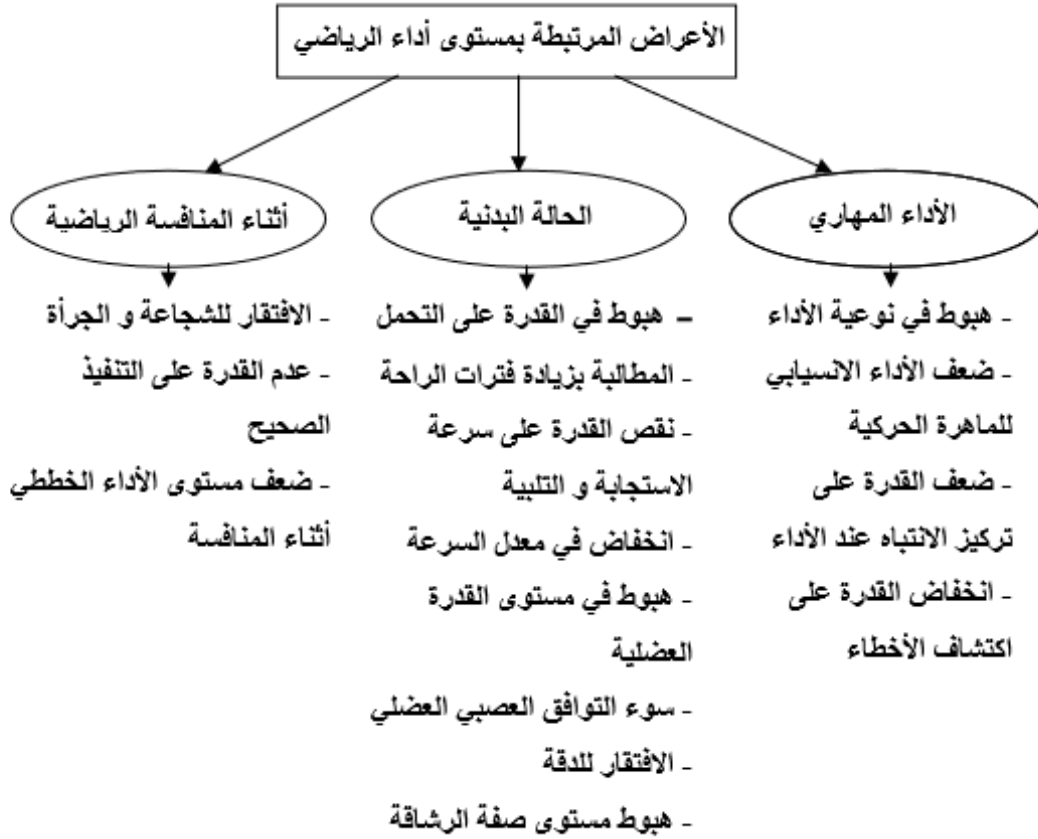 الأعراض المرتبطة بمستوى أداء الرياضي
الأداء المهاري
- هبوط في نوعية الأداء
- ضعف الأداء الانسيابي
للماهرة الحركية
- ضعف القدرة على
تركيز الانتباه عند الأداء
- انخفاض القدرة على
اكتشاف الأخطاء
الحالة البدنية
– هبوط في القدرة على التحمل
- المطالبة بزيادة فترات الراحة
- نقص القدرة على سرعة
الاستجابة و التلبية
- انخفاض في معدل السرعة
- هبوط في مستوى القدرة
العضلية
- سوء التوافق العصبي العضلي
- الافتقار للدقة
- هبوط مستوى صفة الرشاقة
أثناء المنافسة الرياضية
- الافتقار للشجاعة و الجرأة
- عدم القدرة على التنفيذ
الصحيح
- ضعف مستوى الأداء الخططي
أثناء المنافسة